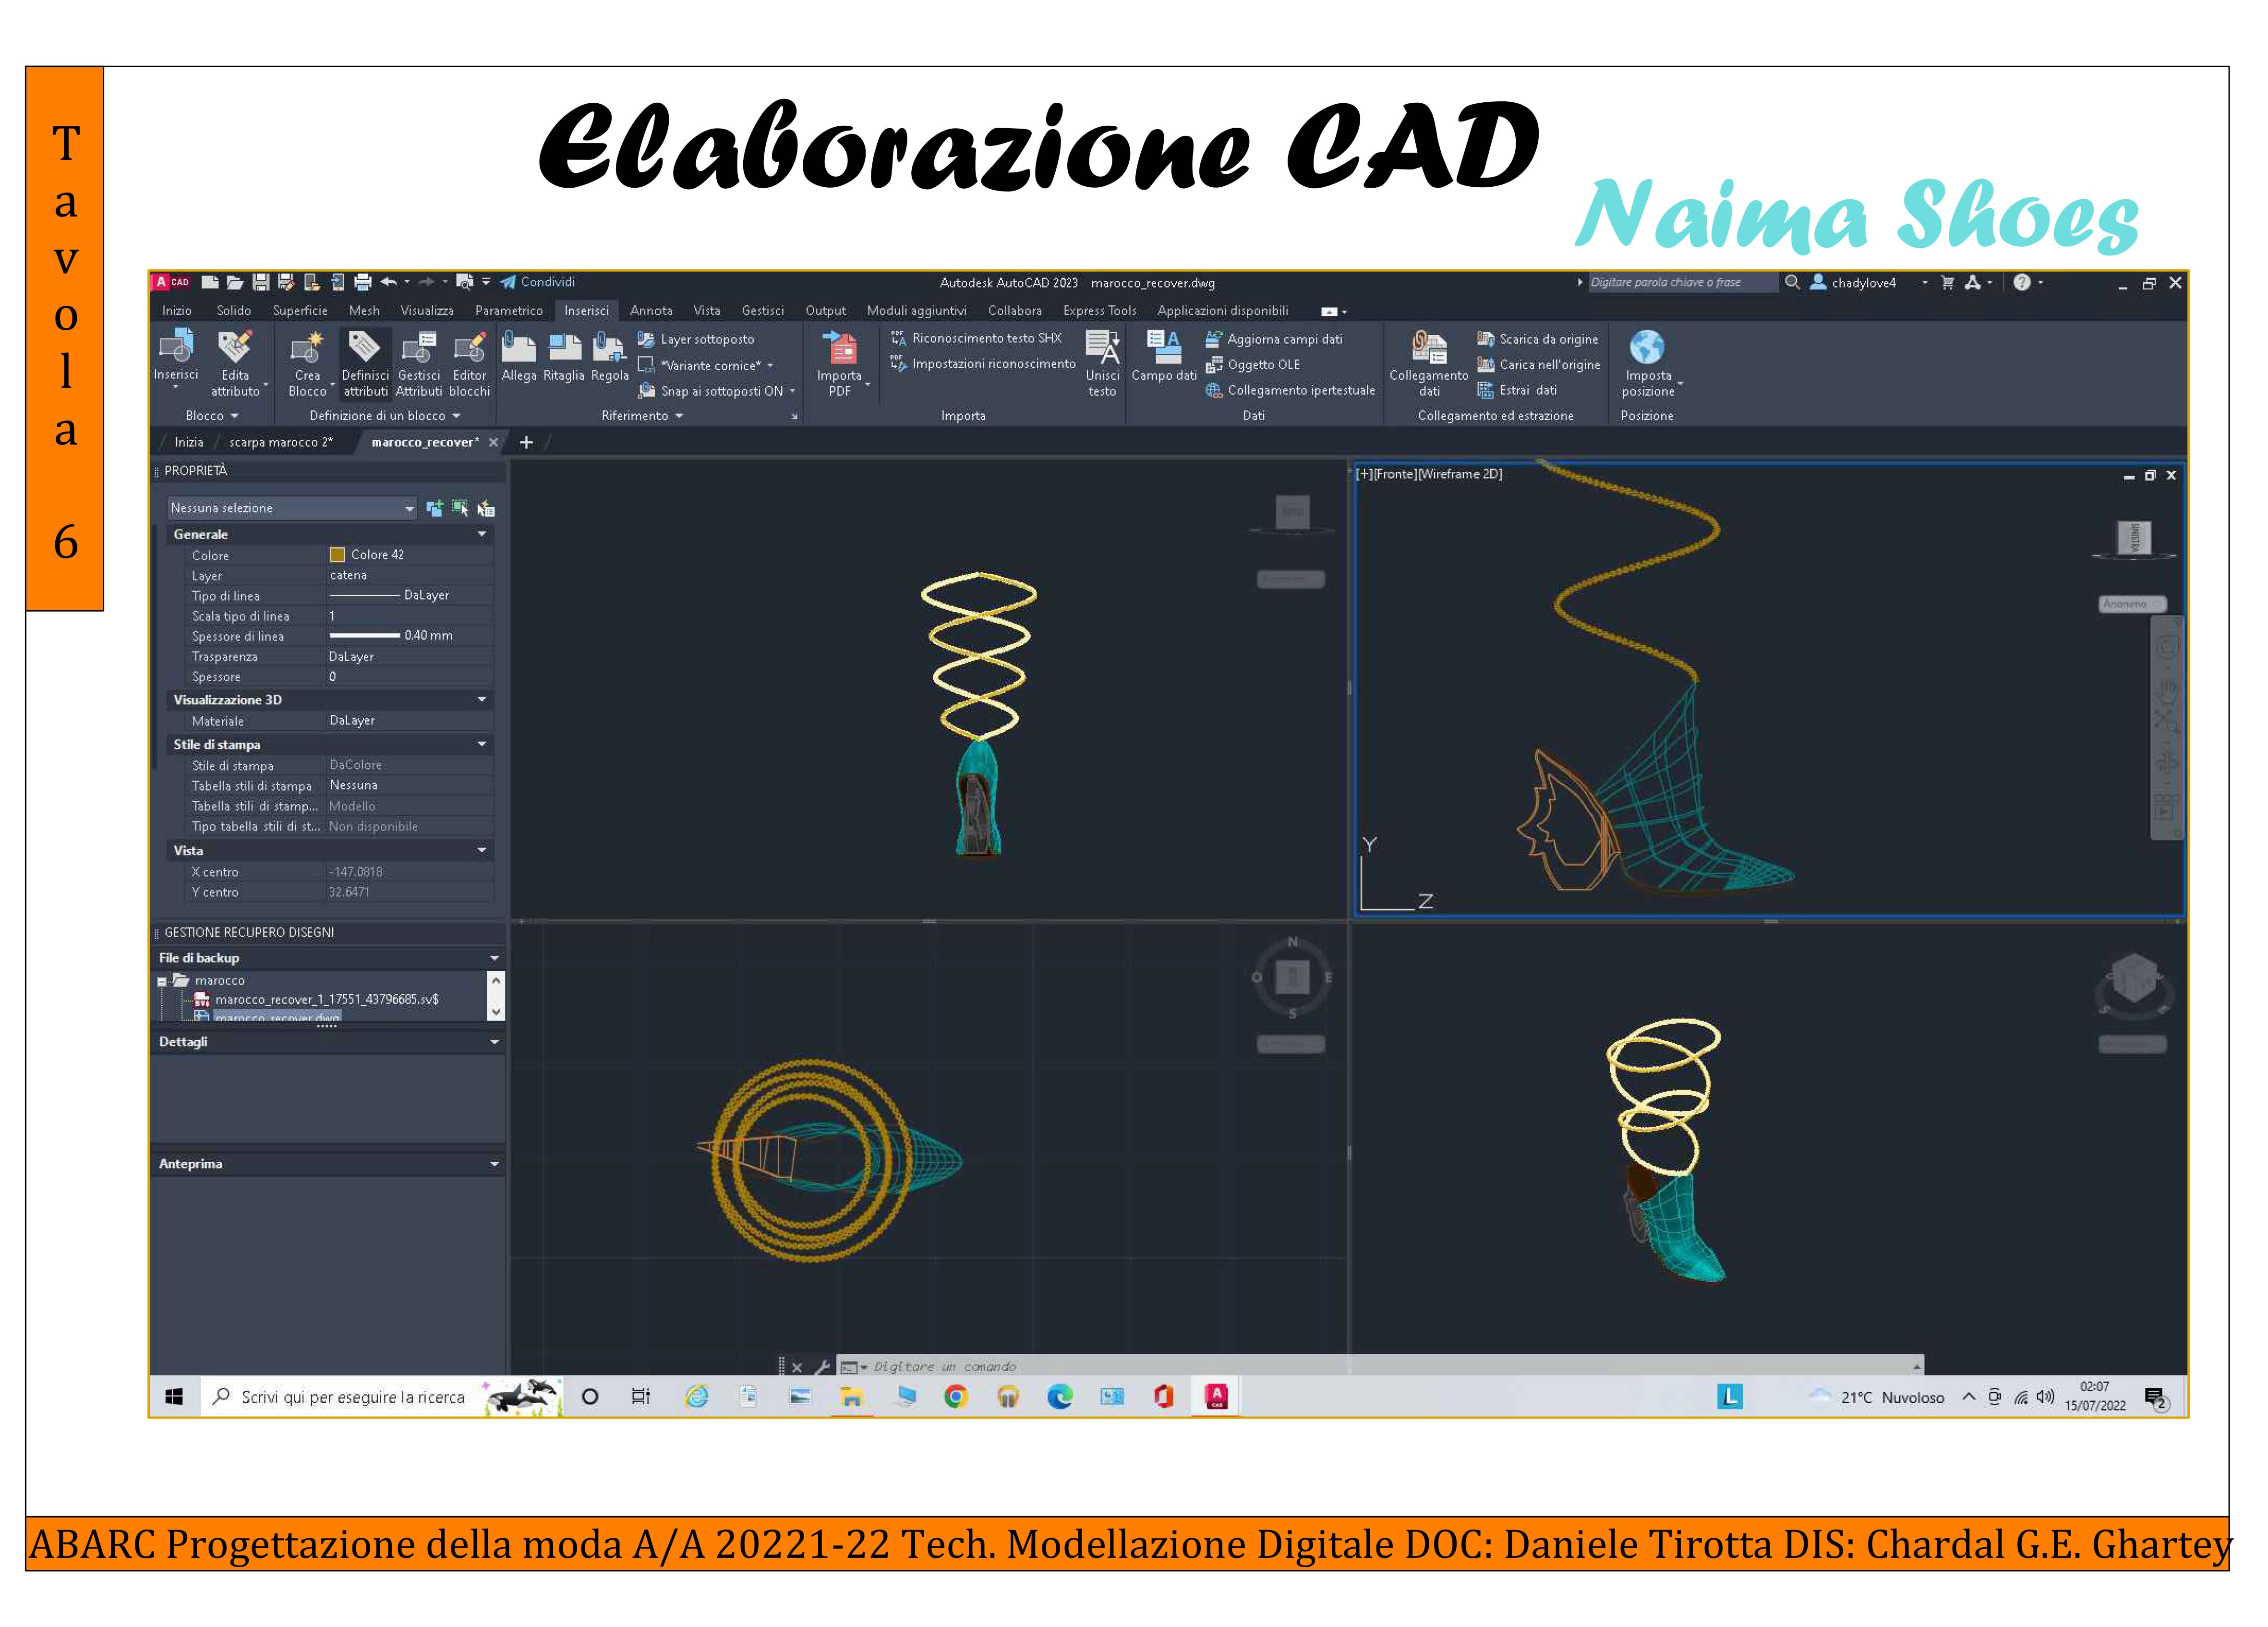 Elaborazione CAD
Naima Shoes
Tavola 6
A CAD Condividi Autodesk AutoCAD 2023 marocco_recover.dwg Digitare parola chiave o frase chadylove4
Inizio Solido Superficie Mesh Visualizza Parametrico Inserisci Annota Vista Gestisci Output Moduli aggiuntivi Collabora Express Tools Applicazioni disponibili
Layer sottoposto
Riconoscimento testo SHX
Aggiorna campi dati
Scarica da origine
*Variante cornice*
Impostazioni riconoscimento
Oggetto OLE
Carica nell'origine
Inserisci Edita attributo Crea Blocco Definisci attributi Gestisci Attributi Editor blocchi Allega Ritaglia Regola
Snap ai sottoposti ON
Importa PDF
Unisci testo
Campo dati
Collegamento ipertestuale
Collegamento dati
Estrai dati
Imposta posizione
Blocco Definizione di un blocco Riferimento Importa Dati Collegamento ed estrazione Posizione
Inizia scarpa marocco 2* marocco_recover*
PROPRIETÀ
Nessuna selezione
Generale
Colore Colore 42
Layer catena
Tipo di linea DaLayer
Scala tipo di linea 1
Spessore di linea 0.40 mm
Trasparenza DaLayer
Spessore 0
Visualizzazione 3D
Materiale DaLayer
Stile di stampa
Stile di stampa DaColore
Tabella stili di stampa Nessuna
Tabella stili di stamp... Modello
Tipo tabella stili di st... Non disponibile
Vista
X centro -147.0818
Y centro 32.6471
GESTIONE RECUPERO DISEGNI
File di backup
marocco
marocco_recover_1_17551_43796685.sv$
marocco_recover.dwg
Dettagli
Anteprima
[+][Fronte][Wireframe 2D]
SINISTRA
Anonimo
Y
Z
N
O E
S
S E
Digitare un comando
Scrivi qui per eseguire la ricerca
L
21°C Nuvoloso
02:07
15/07/2022
2
ABARC Progettazione della moda A/A 20221-22 Tech. Modellazione Digitale DOC: Daniele Tirotta DIS: Chardal G.E. Ghartey